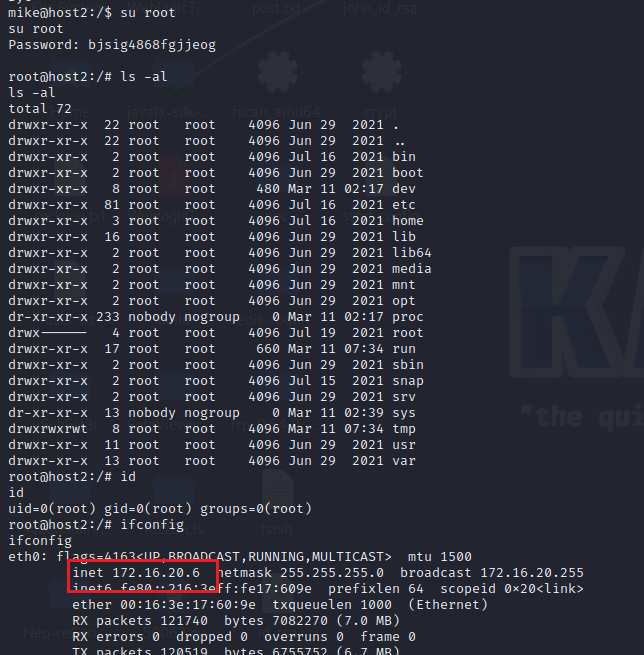 mike@host2:/$ su root
su root
Password: bjsig4868fgjjeog
root@host2:/# ls -al
ls -al
total 72
drwxr-xr-x  22 root   root    4096 Jun 29  2021 .
drwxr-xr-x  22 root   root    4096 Jun 29  2021 ..
drwxr-xr-x   2 root   root    4096 Jul 16  2021 bin
drwxr-xr-x   2 root   root    4096 Jun 29  2021 boot
drwxr-xr-x   8 root   root     480 Mar 11 02:17 dev
drwxr-xr-x  81 root   root    4096 Jul 16  2021 etc
drwxr-xr-x   3 root   root    4096 Jul 16  2021 home
drwxr-xr-x  16 root   root    4096 Jun 29  2021 lib
drwxr-xr-x   2 root   root    4096 Jun 29  2021 lib64
drwxr-xr-x   2 root   root    4096 Jun 29  2021 media
drwxr-xr-x   2 root   root    4096 Jun 29  2021 mnt
drwxr-xr-x   2 root   root    4096 Jun 29  2021 opt
dr-xr-xr-x 233 nobody nogroup    0 Mar 11 02:17 proc
drwx------   4 root   root    4096 Jul 19  2021 root
drwxr-xr-x  17 root   root     660 Mar 11 07:34 run
drwxr-xr-x   2 root   root    4096 Jun 29  2021 sbin
drwxr-xr-x   2 root   root    4096 Jul 15  2021 snap
drwxr-xr-x   2 root   root    4096 Jun 29  2021 srv
dr-xr-xr-x  13 nobody nogroup    0 Mar 11 02:39 sys
drwxrwxrwt   8 root   root    4096 Mar 11 07:34 tmp
drwxr-xr-x  11 root   root    4096 Jun 29  2021 usr
drwxr-xr-x  13 root   root    4096 Jun 29  2021 var
root@host2:/# id
id
uid=0(root) gid=0(root) groups=0(root)
root@host2:/# ifconfig
ifconfig
eth0: flags=4163<UP,BROADCAST,RUNNING,MULTICAST>  mtu 1500
inet 172.16.20.6  netmask 255.255.255.0  broadcast 172.16.20.255
inet6 fe80::216:3eff:fe17:609e  prefixlen 64  scopeid 0×20<link>
ether 00:16:3e:17:60:9e  txqueuelen 1000  (Ethernet)
RX packets 121740  bytes 7082270 (7.0 MB)
RX errors 0  dropped 0  overruns 0  frame 0
TX packets 120519  bytes 6755752 (6.7 MB)
post.txt
john_id_rsa
fscan_amd64
crypt
javafx-sdk-...
hash
KA
"the qui